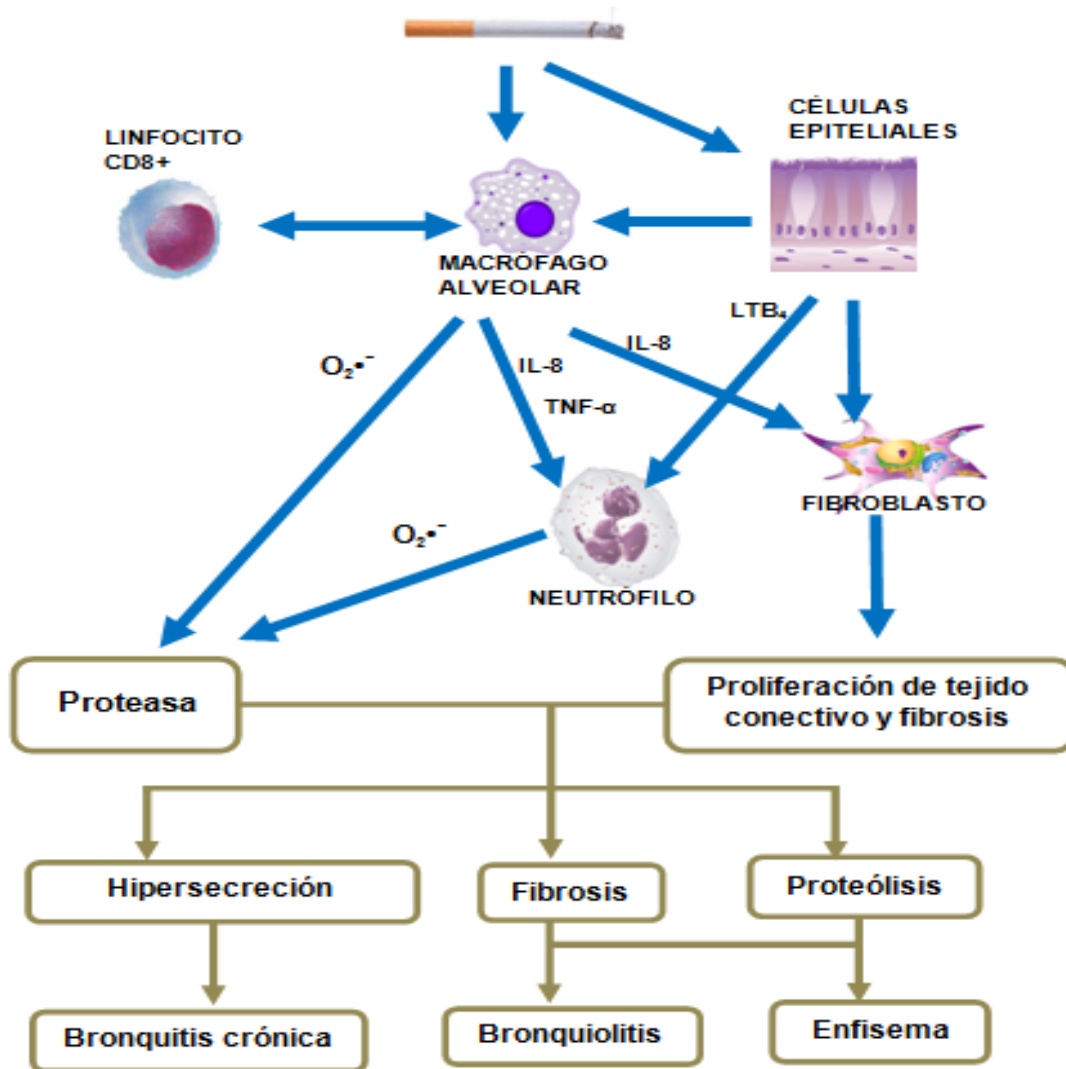 CÉLULAS
EPITELIALES
LINFOCITO
CD8+
MACRÓFAGO
ALVEOLAR
LTB₄
O₂•⁻
IL-8
IL-8
TNF-α
FIBROBLASTO
O₂•⁻
NEUTRÓFILO
Proteasa
Proliferación de tejido
conectivo y fibrosis
Hipersecreción
Fibrosis
Proteólisis
Bronquitis crónica
Bronquiolitis
Enfisema